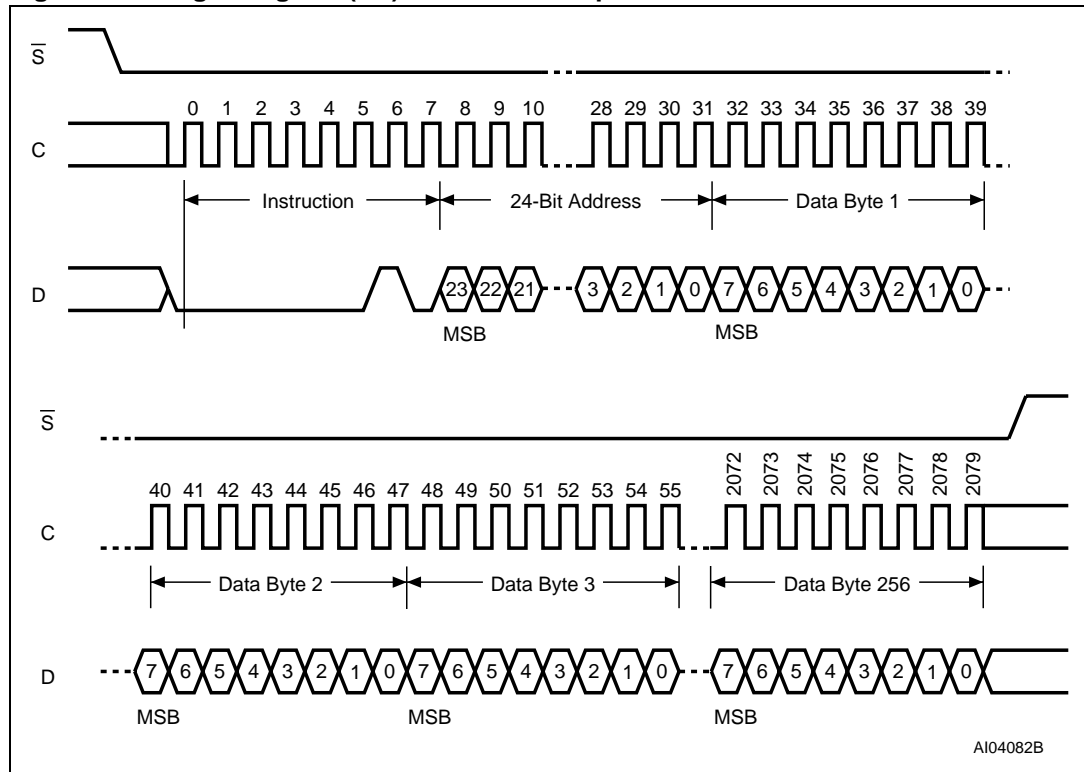 S
0 1 2 3 4 5 6 7 8 9 10 28 29 30 31 32 33 34 35 36 37 38 39
C
Instruction 24-Bit Address Data Byte 1
D
23 22 21 3 2 1 0 7 6 5 4 3 2 1 0
MSB MSB
S
2072 2073 2074 2075 2076 2077 2078 2079
40 41 42 43 44 45 46 47 48 49 50 51 52 53 54 55
C
Data Byte 2 Data Byte 3 Data Byte 256
D
7 6 5 4 3 2 1 0 7 6 5 4 3 2 1 0 7 6 5 4 3 2 1 0
MSB MSB MSB
AI04082B